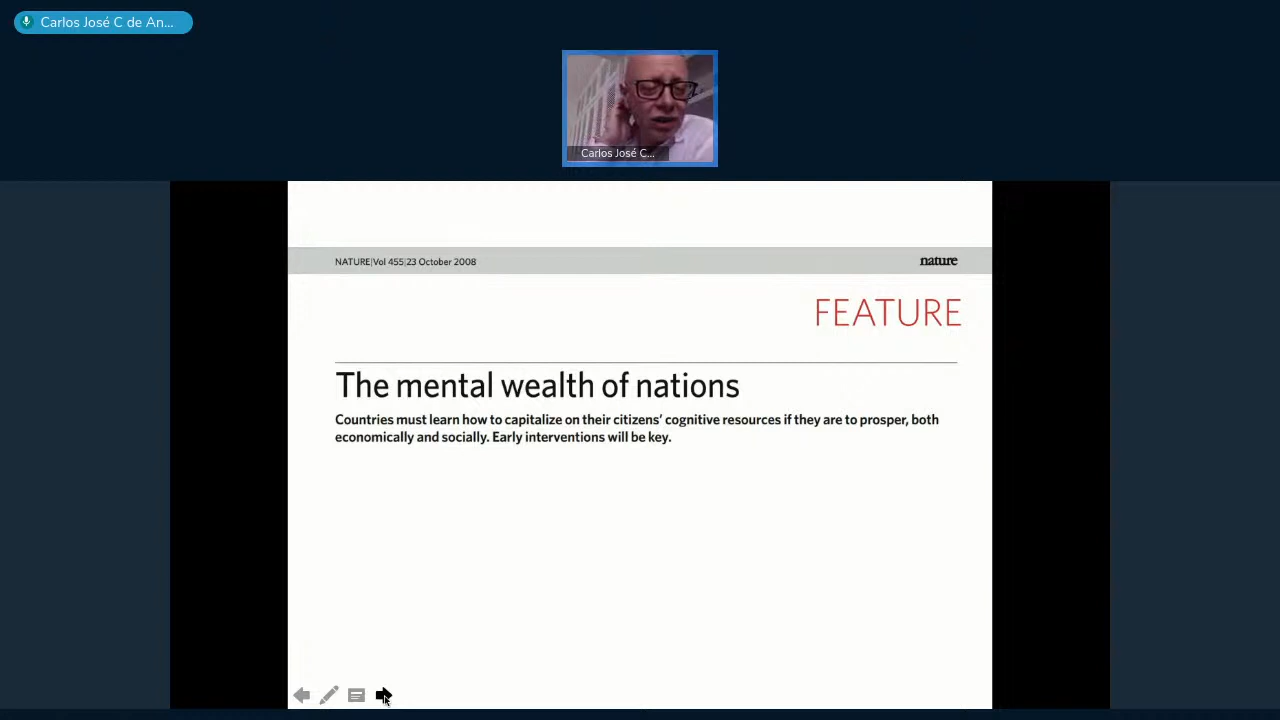 Carlos José C de An...
Carlos José C...
NATURE|Vol 455|23 October 2008
nature
FEATURE
The mental wealth of nations
Countries must learn how to capitalize on their citizens' cognitive resources if they are to prosper, both
economically and socially. Early interventions will be key.